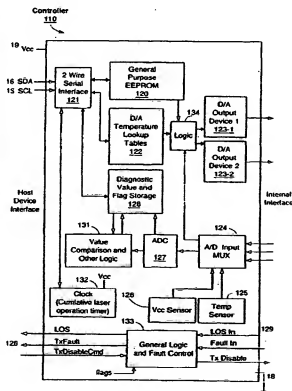 Controller
110
19 Vcc
16 SDA
15 SCL
2 Wire
Serial
Interface
121
General
Purpose
EEPROM
120
134
D/A
Output
Device 1
123-1
D/A
Temperature
Lookup
Tables
122
Logic
D/A
Output
Device 2
123-2
Diagnostic
Value and
Flag Storage
128
Host
Device
Interface
Internal
Interface
131
Value
Comparison and
Other Logic
ADC
127
124
A/D Input
MUX
132
Vcc
Clock
(Cumulative laser
operation timer)
126
Vcc Sensor
125
Temp
Sensor
133
LOS
128
TxFault
TxDisableCmd
General Logic
and Fault Control
LOS In
129
Fault In
Tx Disable
flags
18